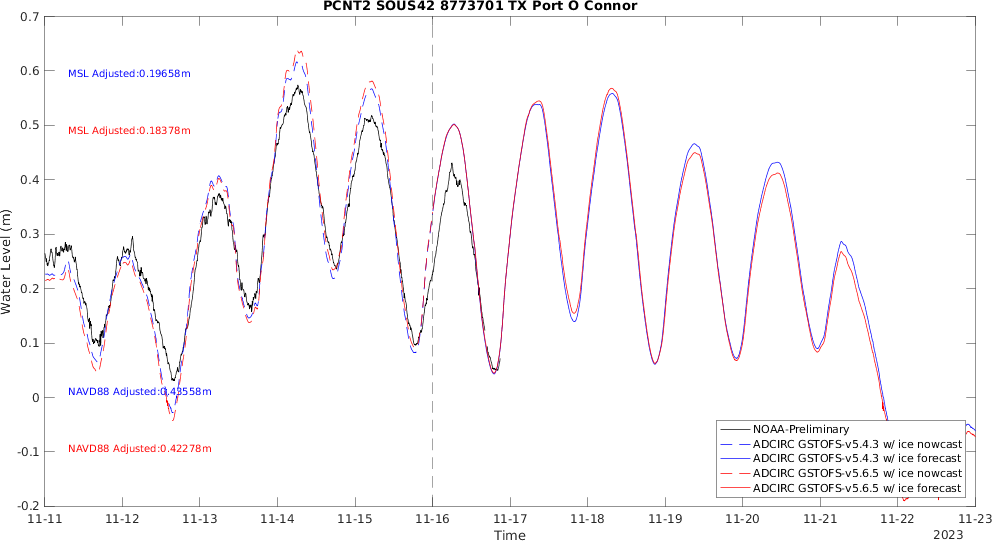 PCNT2 SOUS42 8773701 TX Port O Connor
0.7
0.6
0.5
0.4
0.3
0.2
0.1
0
-0.1
-0.2
Water Level (m)
MSL Adjusted:0.19658m
MSL Adjusted:0.18378m
NAVD88 Adjusted:0.43558m
NAVD88 Adjusted:0.42278m
NOAA-Preliminary
ADCIRC GSTOFS-v5.4.3 w/ ice nowcast
ADCIRC GSTOFS-v5.4.3 w/ ice forecast
ADCIRC GSTOFS-v5.6.5 w/ ice nowcast
ADCIRC GSTOFS-v5.6.5 w/ ice forecast
11-11 11-12 11-13 11-14 11-15 11-16 11-17 11-18 11-19 11-20 11-21 11-22 11-23
Time
2023